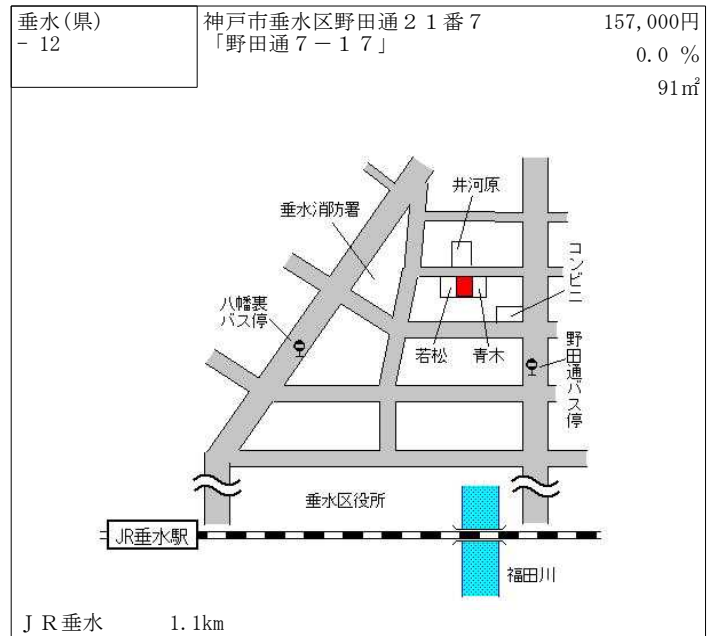 垂水(県)
- 12
神戸市垂水区野田通２１番７
「野田通７－１７」
157,000円
0.0 %
91㎡
井河原
垂水消防署
コンビニ
八幡裏
バス停
若松
青木
野田通バス停
垂水区役所
JR垂水駅
福田川
ＪＲ垂水 1.1km